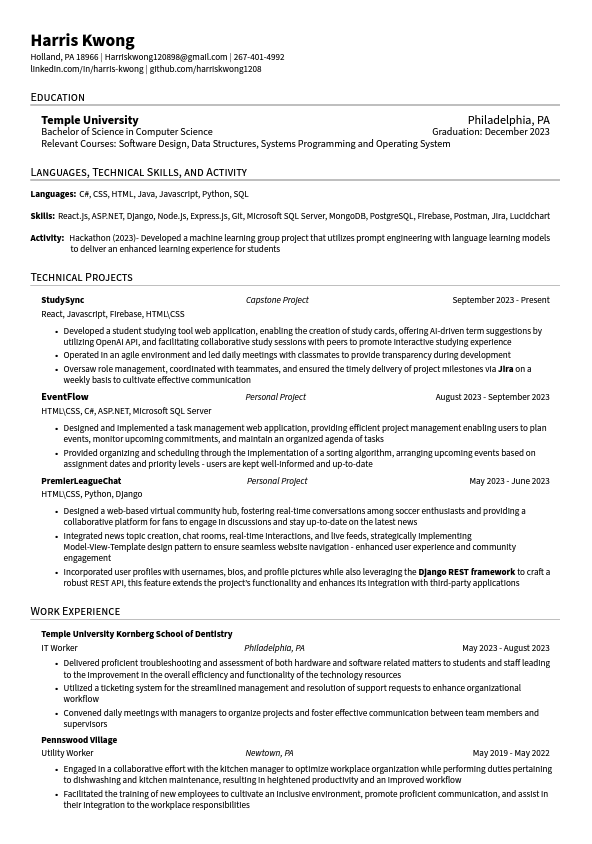 Harris Kwong
Holland, PA 18966 | Harriskwong120898@gmail.com | 267-401-4992
linkedin.com/in/harris-kwong | github.com/harriskwong1208
Education
Temple University Philadelphia, PA
Bachelor of Science in Computer Science Graduation: December 2023
Relevant Courses: Software Design, Data Structures, Systems Programming and Operating System
Languages, Technical Skills, and Activity
Languages: C#, CSS, HTML, Java, Javascript, Python, SQL
Skills: React.js, ASP.NET, Django, Node.js, Express.js, Git, Microsoft SQL Server, MongoDB, PostgreSQL, Firebase, Postman, Jira, Lucidchart
Activity: Hackathon (2023)- Developed a machine learning group project that utilizes prompt engineering with language learning models
to deliver an enhanced learning experience for students
Technical Projects
StudySync Capstone Project September 2023 - Present
React, Javascript, Firebase, HTML\CSS
• Developed a student studying tool web application, enabling the creation of study cards, offering AI-driven term suggestions by
utilizing OpenAI API, and facilitating collaborative study sessions with peers to promote interactive studying experience
• Operated in an agile environment and led daily meetings with classmates to provide transparency during development
• Oversaw role management, coordinated with teammates, and ensured the timely delivery of project milestones via Jira on a
weekly basis to cultivate effective communication
EventFlow Personal Project August 2023 - September 2023
HTML\CSS, C#, ASP.NET, Microsoft SQL Server
• Designed and implemented a task management web application, providing efficient project management enabling users to plan
events, monitor upcoming commitments, and maintain an organized agenda of tasks
• Provided organizing and scheduling through the implementation of a sorting algorithm, arranging upcoming events based on
assignment dates and priority levels - users are kept well-informed and up-to-date
PremierLeagueChat Personal Project May 2023 - June 2023
HTML\CSS, Python, Django
• Designed a web-based virtual community hub, fostering real-time conversations among soccer enthusiasts and providing a
collaborative platform for fans to engage in discussions and stay up-to-date on the latest news
• Integrated news topic creation, chat rooms, real-time interactions, and live feeds, strategically implementing
Model-View-Template design pattern to ensure seamless website navigation - enhanced user experience and community
engagement
• Incorporated user profiles with usernames, bios, and profile pictures while also leveraging the Django REST framework to craft a
robust REST API, this feature extends the project's functionality and enhances its integration with third-party applications
Work Experience
Temple University Kornberg School of Dentistry
IT Worker Philadelphia, PA May 2023 - August 2023
• Delivered proficient troubleshooting and assessment of both hardware and software related matters to students and staff leading
to the improvement in the overall efficiency and functionality of the technology resources
• Utilized a ticketing system for the streamlined management and resolution of support requests to enhance organizational
workflow
• Convened daily meetings with managers to organize projects and foster effective communication between team members and
supervisors
Pennswood Village
Utility Worker Newtown, PA May 2019 - May 2022
• Engaged in a collaborative effort with the kitchen manager to optimize workplace organization while performing duties pertaining
to dishwashing and kitchen maintenance, resulting in heightened productivity and an improved workflow
• Facilitated the training of new employees to cultivate an inclusive environment, promote proficient communication, and assist in
their integration to the workplace responsibilities